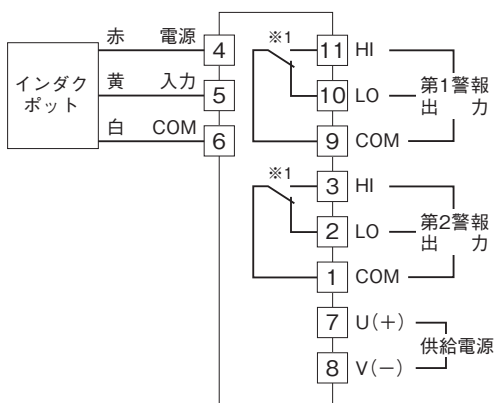 赤 電源 4
インダク
ポット
黄 入力 5
白 COM 6
※1
11 HI
10 LO
9 COM
第1警報
出 力
※1
3 HI
2 LO
1 COM
第2警報
出 力
7 U(+)
8 V(−)
供給電源